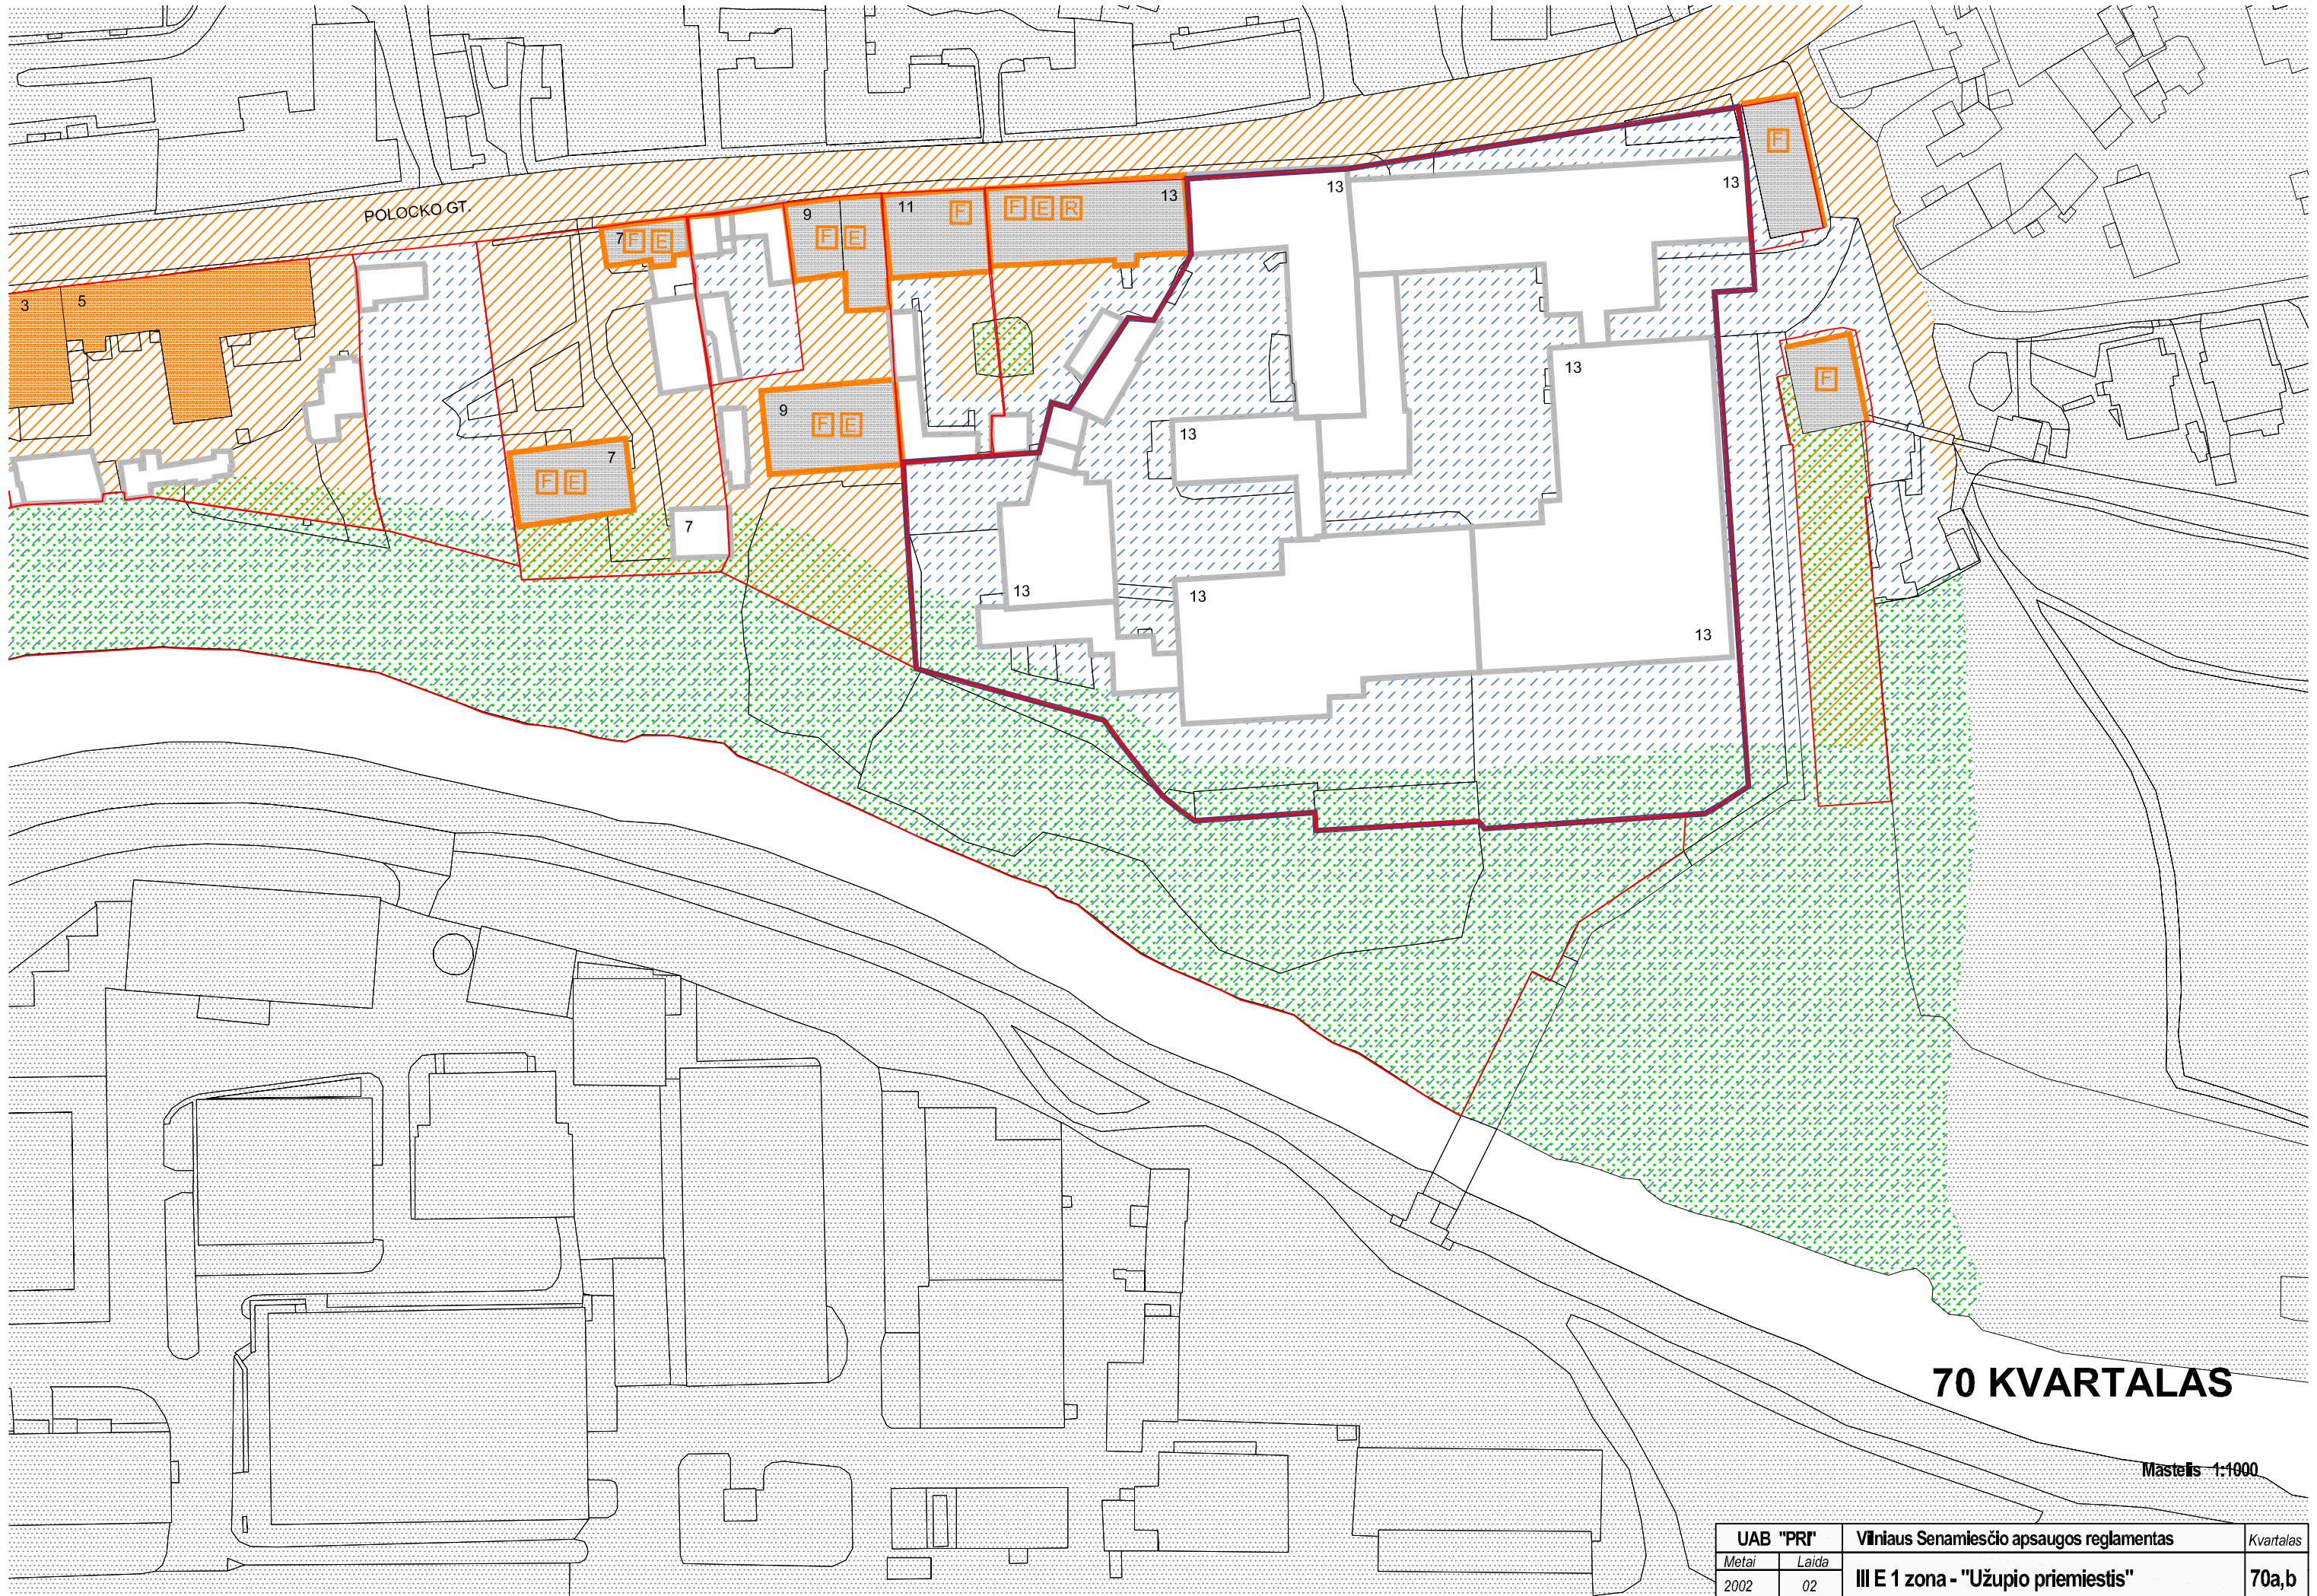 POLOCKO GT.
3
5
7
F E
9
F E
11
F
F E R
13
13
13
F
13
F
9
F E
7
F E
7
13
13
13
13
70 KVARTALAS
Mastelis 1:1000
UAB "PRI"
Vilniaus Senamiesčio apsaugos reglamentas
Kvartalas
Metai
Laida
2002
02
III E 1 zona - "Užupio priemiestis"
70a,b